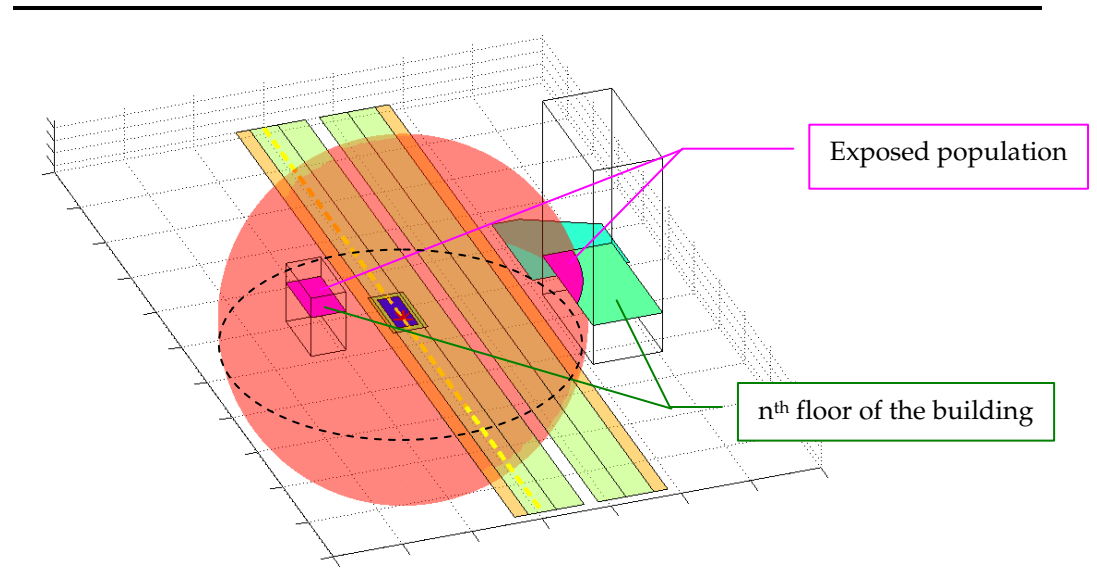 Exposed population
nth floor of the building